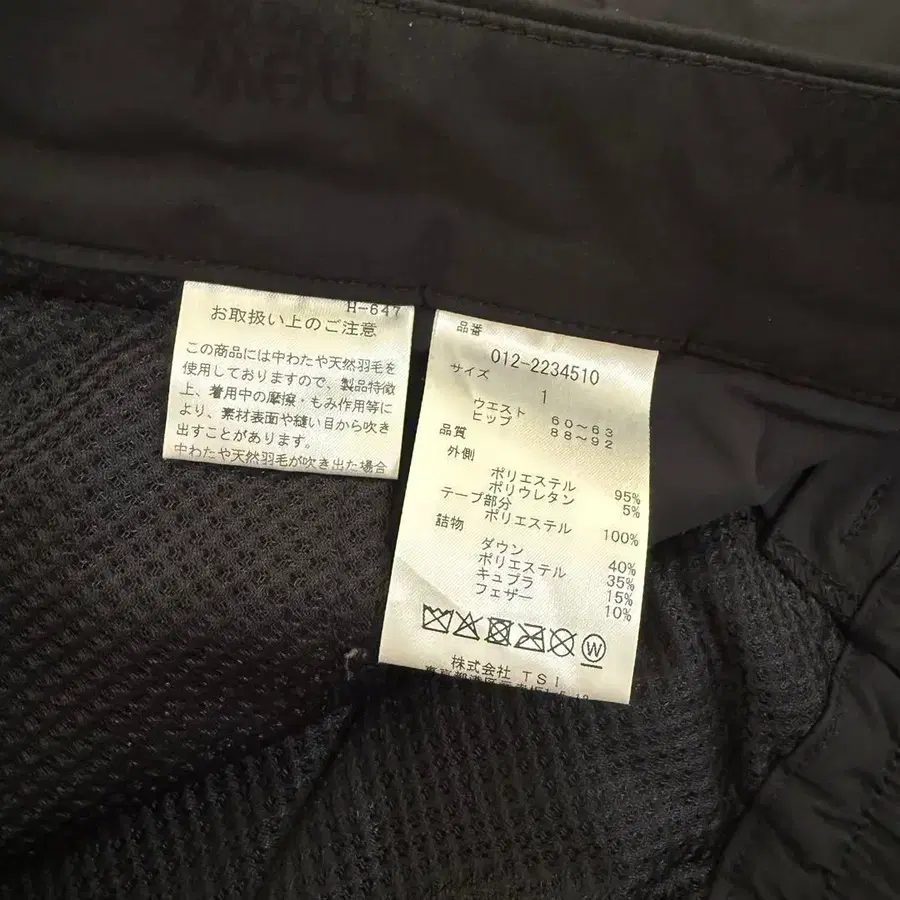 H-647
お取扱い上のご注意
この商品には中わたや天然羽毛を
使用しておりますので、製品特徴
上、着用中の摩擦・もみ作用等に
より、素材表面や縫い目から吹き
出すことがあります。
中わたや天然羽毛が吹き出た場合
品番
012-2234510
サイズ
1
ウエスト 60～63
ヒップ 88～92
品質
外側
ポリエステル 95%
ポリウレタン 5%
テープ部分
ポリエステル 100%
詰物
ダウン 40%
ポリエステル 35%
キュプラ 15%
フェザー 10%
W
株式会社 TSI